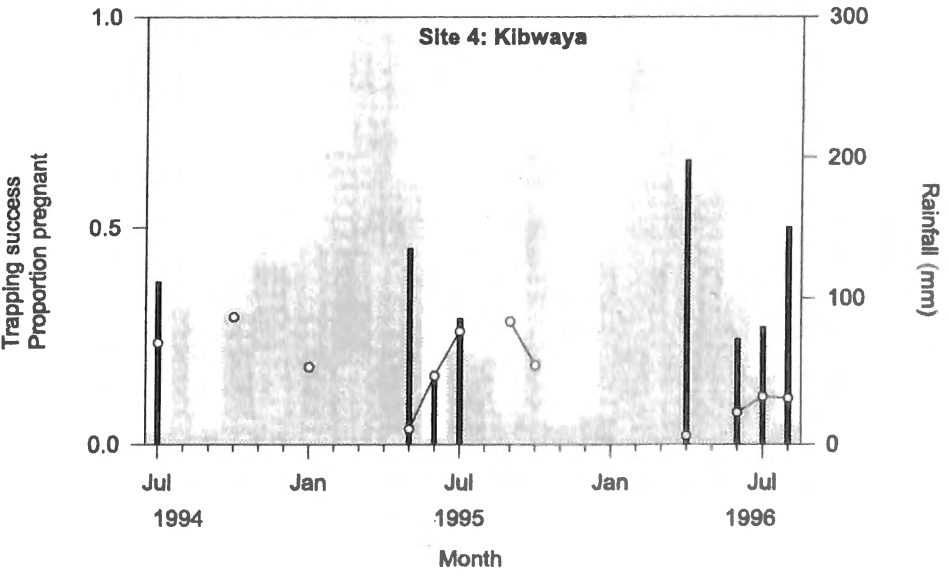 Site 4: Kibwaya
1.0
0.5
0.0
Trapping success
Proportion pregnant
300
200
100
0
Rainfall (mm)
Jul Jan Jul Jan Jul
1994 1995 1996
Month